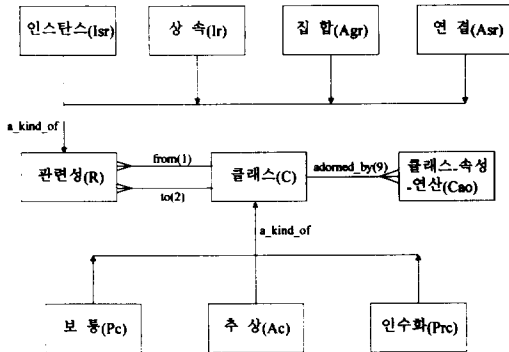 인스탄스(Isr)
상 속(Ir)
집 합(Agr)
연 결(Asr)
a_kind_of
관련성(R)
from(1)
to(2)
클래스(C)
adorned_by(9)
클래스-속성
-연산(Cao)
a_kind_of
보 통(Pc)
추 상(Ac)
인수화(Prc)